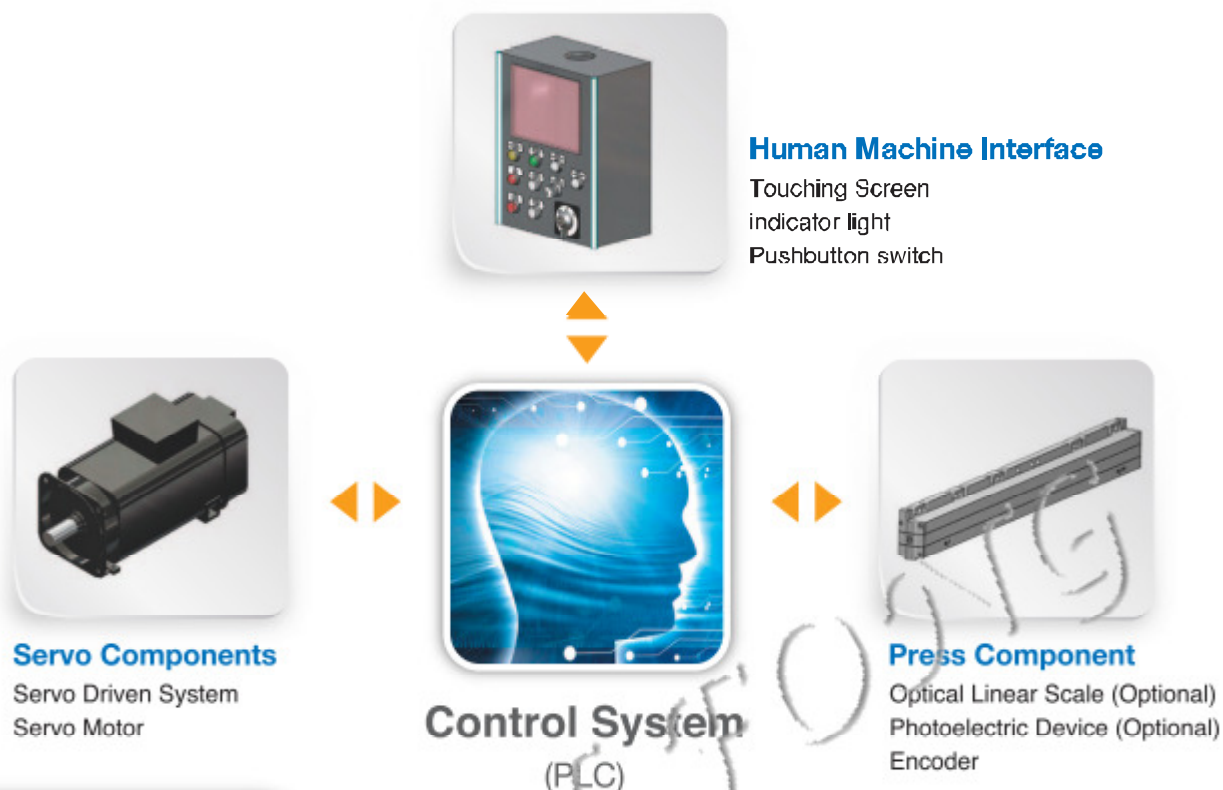 Human Machine Interface
Touching Screen
indicator light
Pushbutton switch
Servo Components
Servo Driven System
Servo Motor
Control System
(PLC)
Press Component
Optical Linear Scale (Optional)
Photoelectric Device (Optional)
Encoder